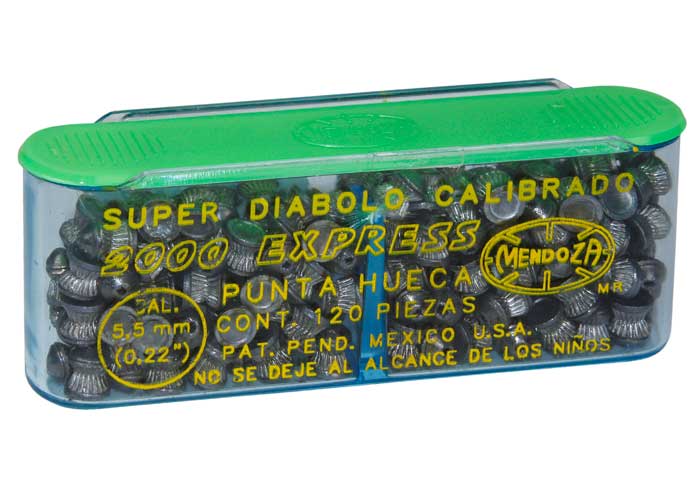 SUPER DIABOLO CALIBRADO
2000 EXPRESS
MENDOZA
MR
PUNTA HUECA
CAL.
5.5 mm
(0.22")
CONT. 120 PIEZAS
PAT. PEND. MEXICO U.S.A.
NO SE DEJE AL ALCANCE DE LOS NIÑOS